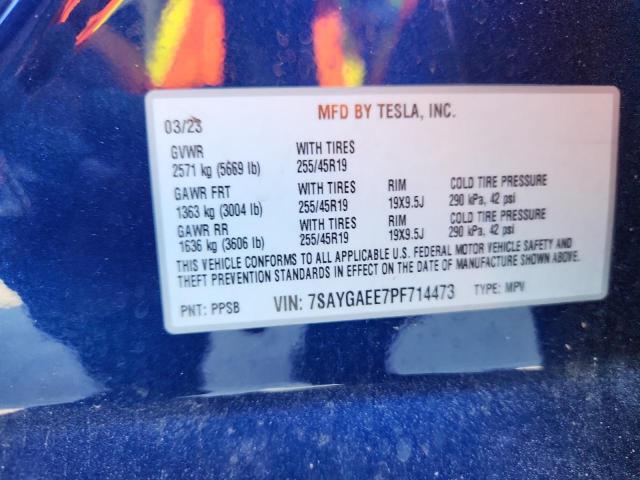 MFD BY TESLA, INC.
03/23
GVWR WITH TIRES
2571 kg (5669 lb) 255/45R19
GAWR FRT WITH TIRES RIM COLD TIRE PRESSURE
1363 kg (3004 lb) 255/45R19 19X9.5J 290 kPa, 42 psi
GAWR RR WITH TIRES RIM COLD TIRE PRESSURE
1636 kg (3606 lb) 255/45R19 19X9.5J 290 kPa, 42 psi
THIS VEHICLE CONFORMS TO ALL APPLICABLE U.S. FEDERAL MOTOR VEHICLE SAFETY AND
THEFT PREVENTION STANDARDS IN EFFECT ON THE DATE OF MANUFACTURE SHOWN ABOVE.
PNT: PPSB VIN: 7SAYGAEE7PF714473 TYPE: MPV